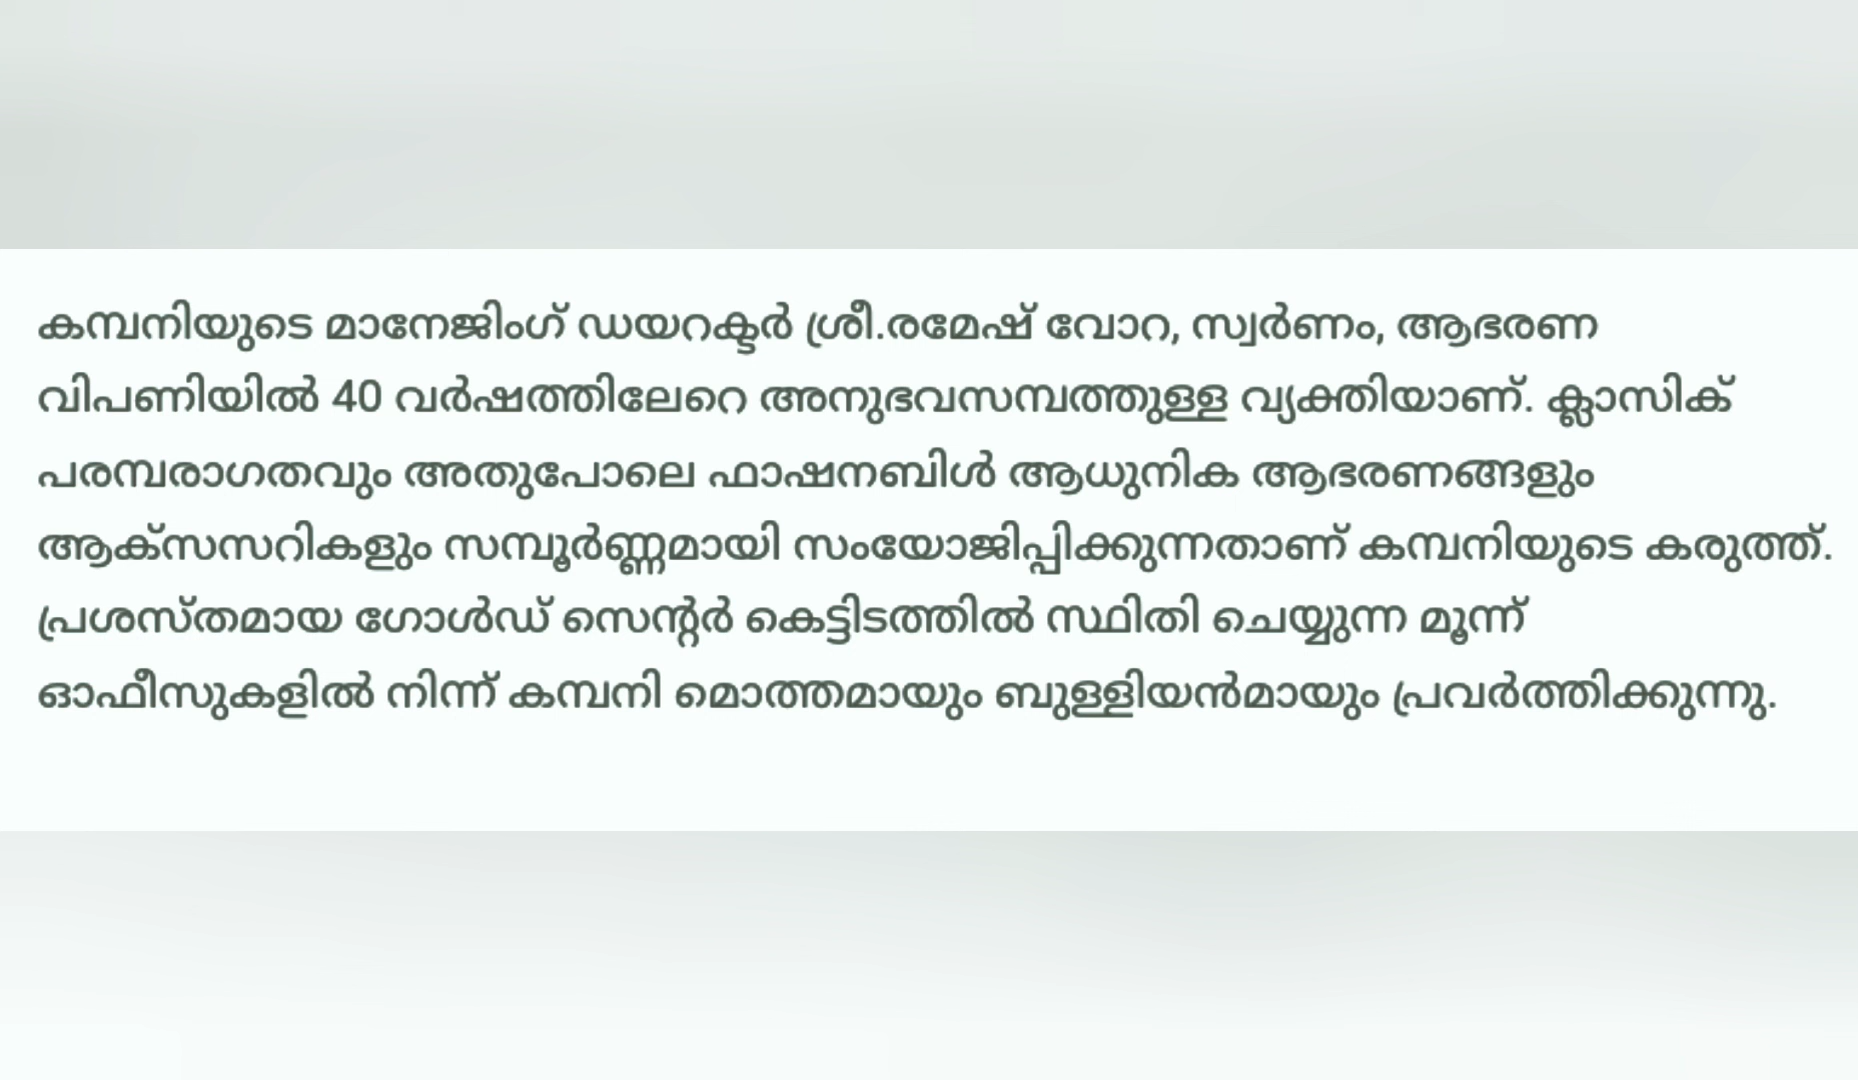 കമ്പനിയുടെ മാനേജിംഗ് ഡയറക്ടർ ശ്രീ.രമേഷ് വോറ, സ്വർണം, ആഭരണ
വിപണിയിൽ 40 വർഷത്തിലേറെ അനുഭവസമ്പത്തുള്ള വ്യക്തിയാണ്. ക്ലാസിക്
പരമ്പരാഗതവും അതുപോലെ ഫാഷനബിൾ ആധുനിക ആഭരണങ്ങളും
ആക്സസറികളും സമ്പൂർണ്ണമായി സംയോജിപ്പിക്കുന്നതാണ് കമ്പനിയുടെ കരുത്ത്.
പ്രശസ്തമായ ഗോൾഡ് സെന്റർ കെട്ടിടത്തിൽ സ്ഥിതി ചെയ്യുന്ന മൂന്ന്
ഓഫീസുകളിൽ നിന്ന് കമ്പനി മൊത്തമായും ബുള്ളിയൻമായും പ്രവർത്തിക്കുന്നു.